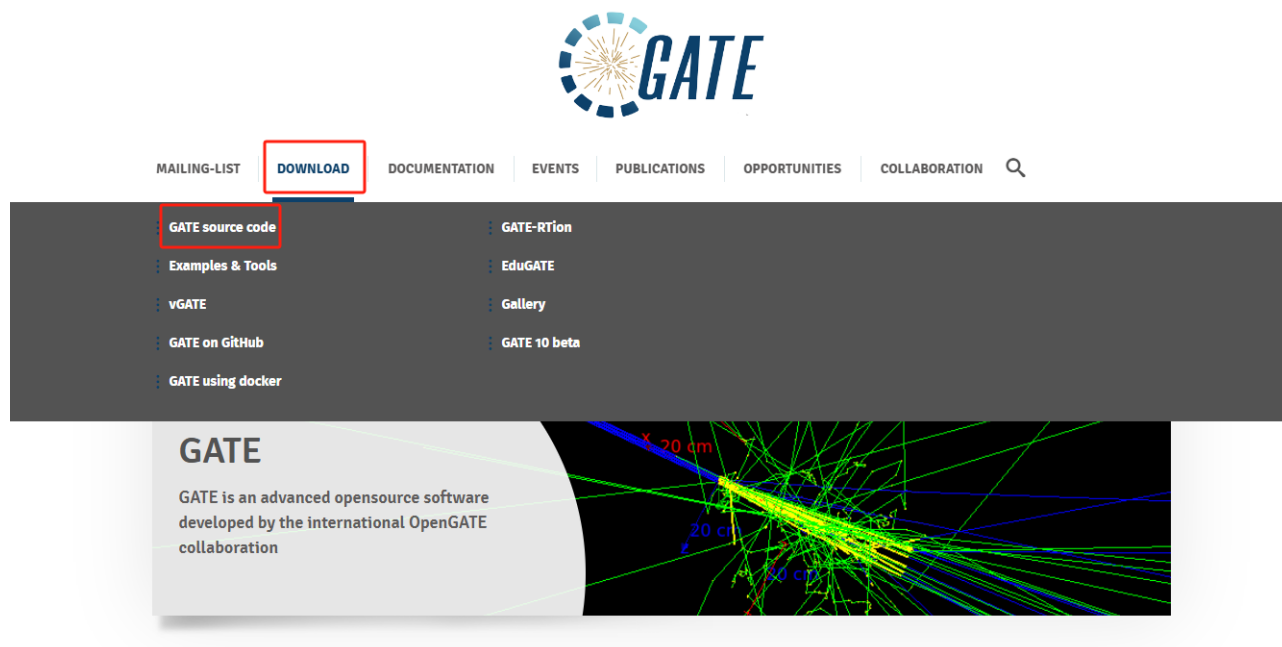 GATE
MAILING-LIST
DOWNLOAD
DOCUMENTATION
EVENTS
PUBLICATIONS
OPPORTUNITIES
COLLABORATION
GATE source code
GATE-RTion
Examples & Tools
EduGATE
vGATE
Gallery
GATE on GitHub
GATE 10 beta
GATE using docker
GATE
GATE is an advanced opensource software
developed by the international OpenGATE
collaboration
X 20 cm
20 cm
z
20 cm